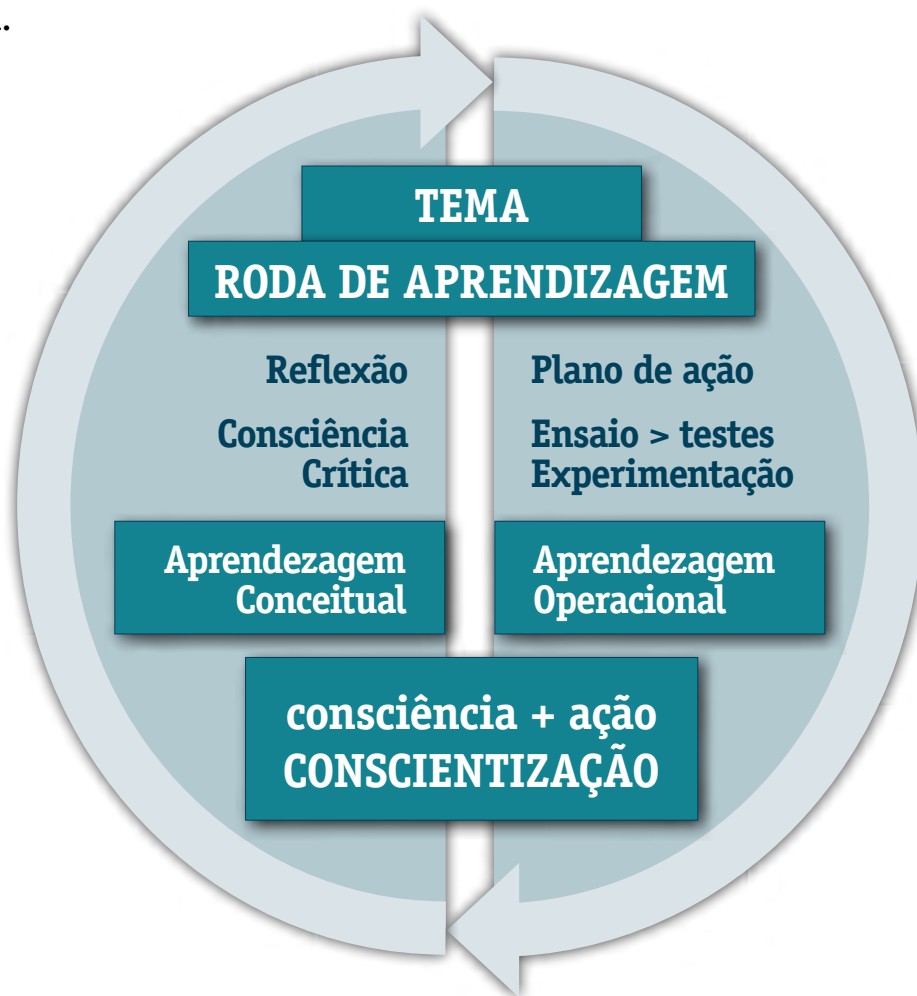 TEMA
RODA DE APRENDIZAGEM
Reflexão
Consciência
Crítica
Plano de ação
Ensaio > testes
Experimentação
Aprendezagem
Conceitual
Aprendezagem
Operacional
consciência + ação
CONSCIENTIZAÇÃO